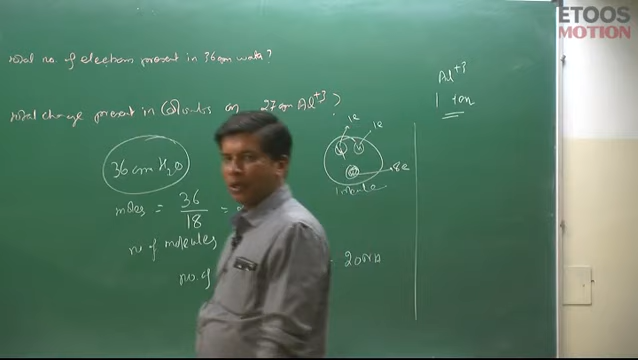 ETOOS
MOTION
Total no. of electrons present in 36 gm water?
Total charge present in Coulombs on 27 gm Al+3?
Al+3
1 ion
36 gm H2O
1e 1e
8e
moles = 36/18 =
no of molecules
no. of
20NA